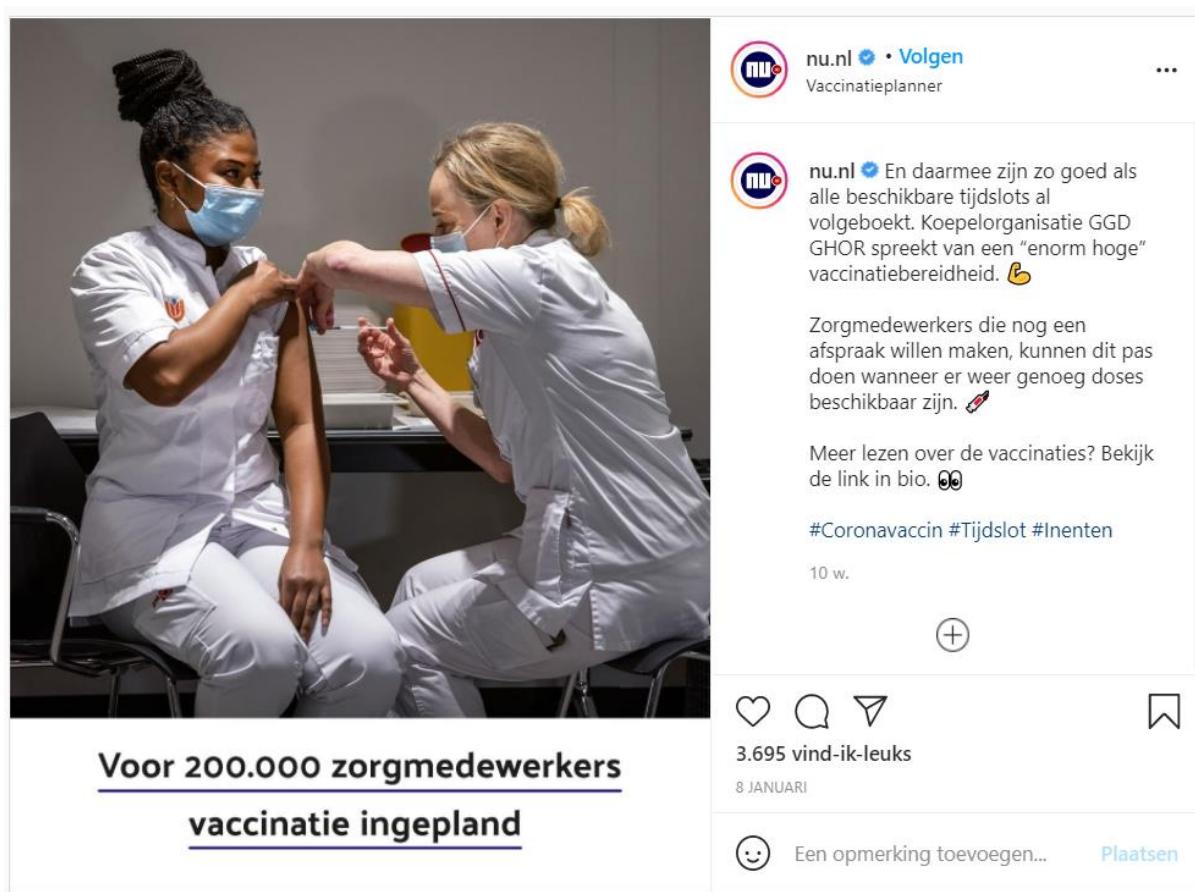 Voor 200.000 zorgmedewerkers
vaccinatie ingepland
nu.nl • Volgen
Vaccinatieplanner
nu.nl En daarmee zijn zo goed als
alle beschikbare tijdslots al
volgeboekt. Koepelorganisatie GGD
GHOR spreekt van een “enorm hoge”
vaccinatiebereidheid. 💪
Zorgmedewerkers die nog een
afspraak willen maken, kunnen dit pas
doen wanneer er weer genoeg doses
beschikbaar zijn. 💉
Meer lezen over de vaccinaties? Bekijk
de link in bio. 👀
#Coronavaccin #Tijdslot #Inenten
10 w.
3.695 vind-ik-leuks
8 JANUARI
Een opmerking toevoegen...
Plaatsen